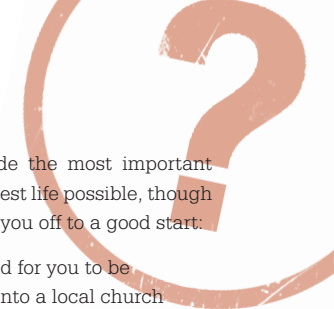 the most important
est life possible, though
you off to a good start:
d for you to be
nto a local church